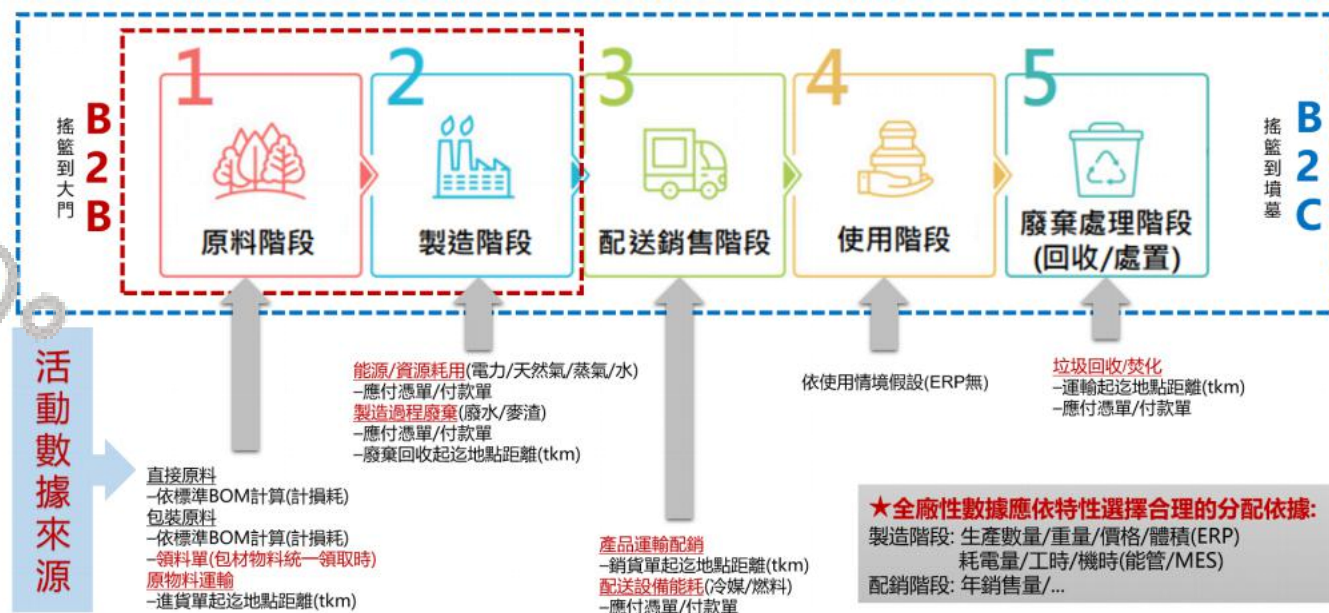 搖籃到大門
B2B
1
原料階段
2
製造階段
3
配送銷售階段
4
使用階段
5
廢棄處理階段
(回收/處置)
搖籃到墳墓
B2C
活動數據來源
直接原料
–依標準BOM計算(計損耗)
包裝原料
–依標準BOM計算(計損耗)
–領料單(包材物料統一領取時)
原物料運輸
–進貨單起迄地點距離(tkm)
能源/資源耗用(電力/天然氣/蒸氣/水)
–應付憑單/付款單
製造過程廢棄(廢水/麥渣)
–應付憑單/付款單
–廢棄回收起迄地點距離(tkm)
產品運輸配銷
–銷貨單起迄地點距離(tkm)
配送設備能耗(冷媒/燃料)
–應付憑單/付款單
依使用情境假設(ERP無)
垃圾回收/焚化
–運輸起迄地點距離(tkm)
–應付憑單/付款單
★全廠性數據應依特性選擇合理的分配依據:
製造階段: 生產數量/重量/價格/體積(ERP)
耗電量/工時/機時(能管/MES)
配銷階段: 年銷售量/...